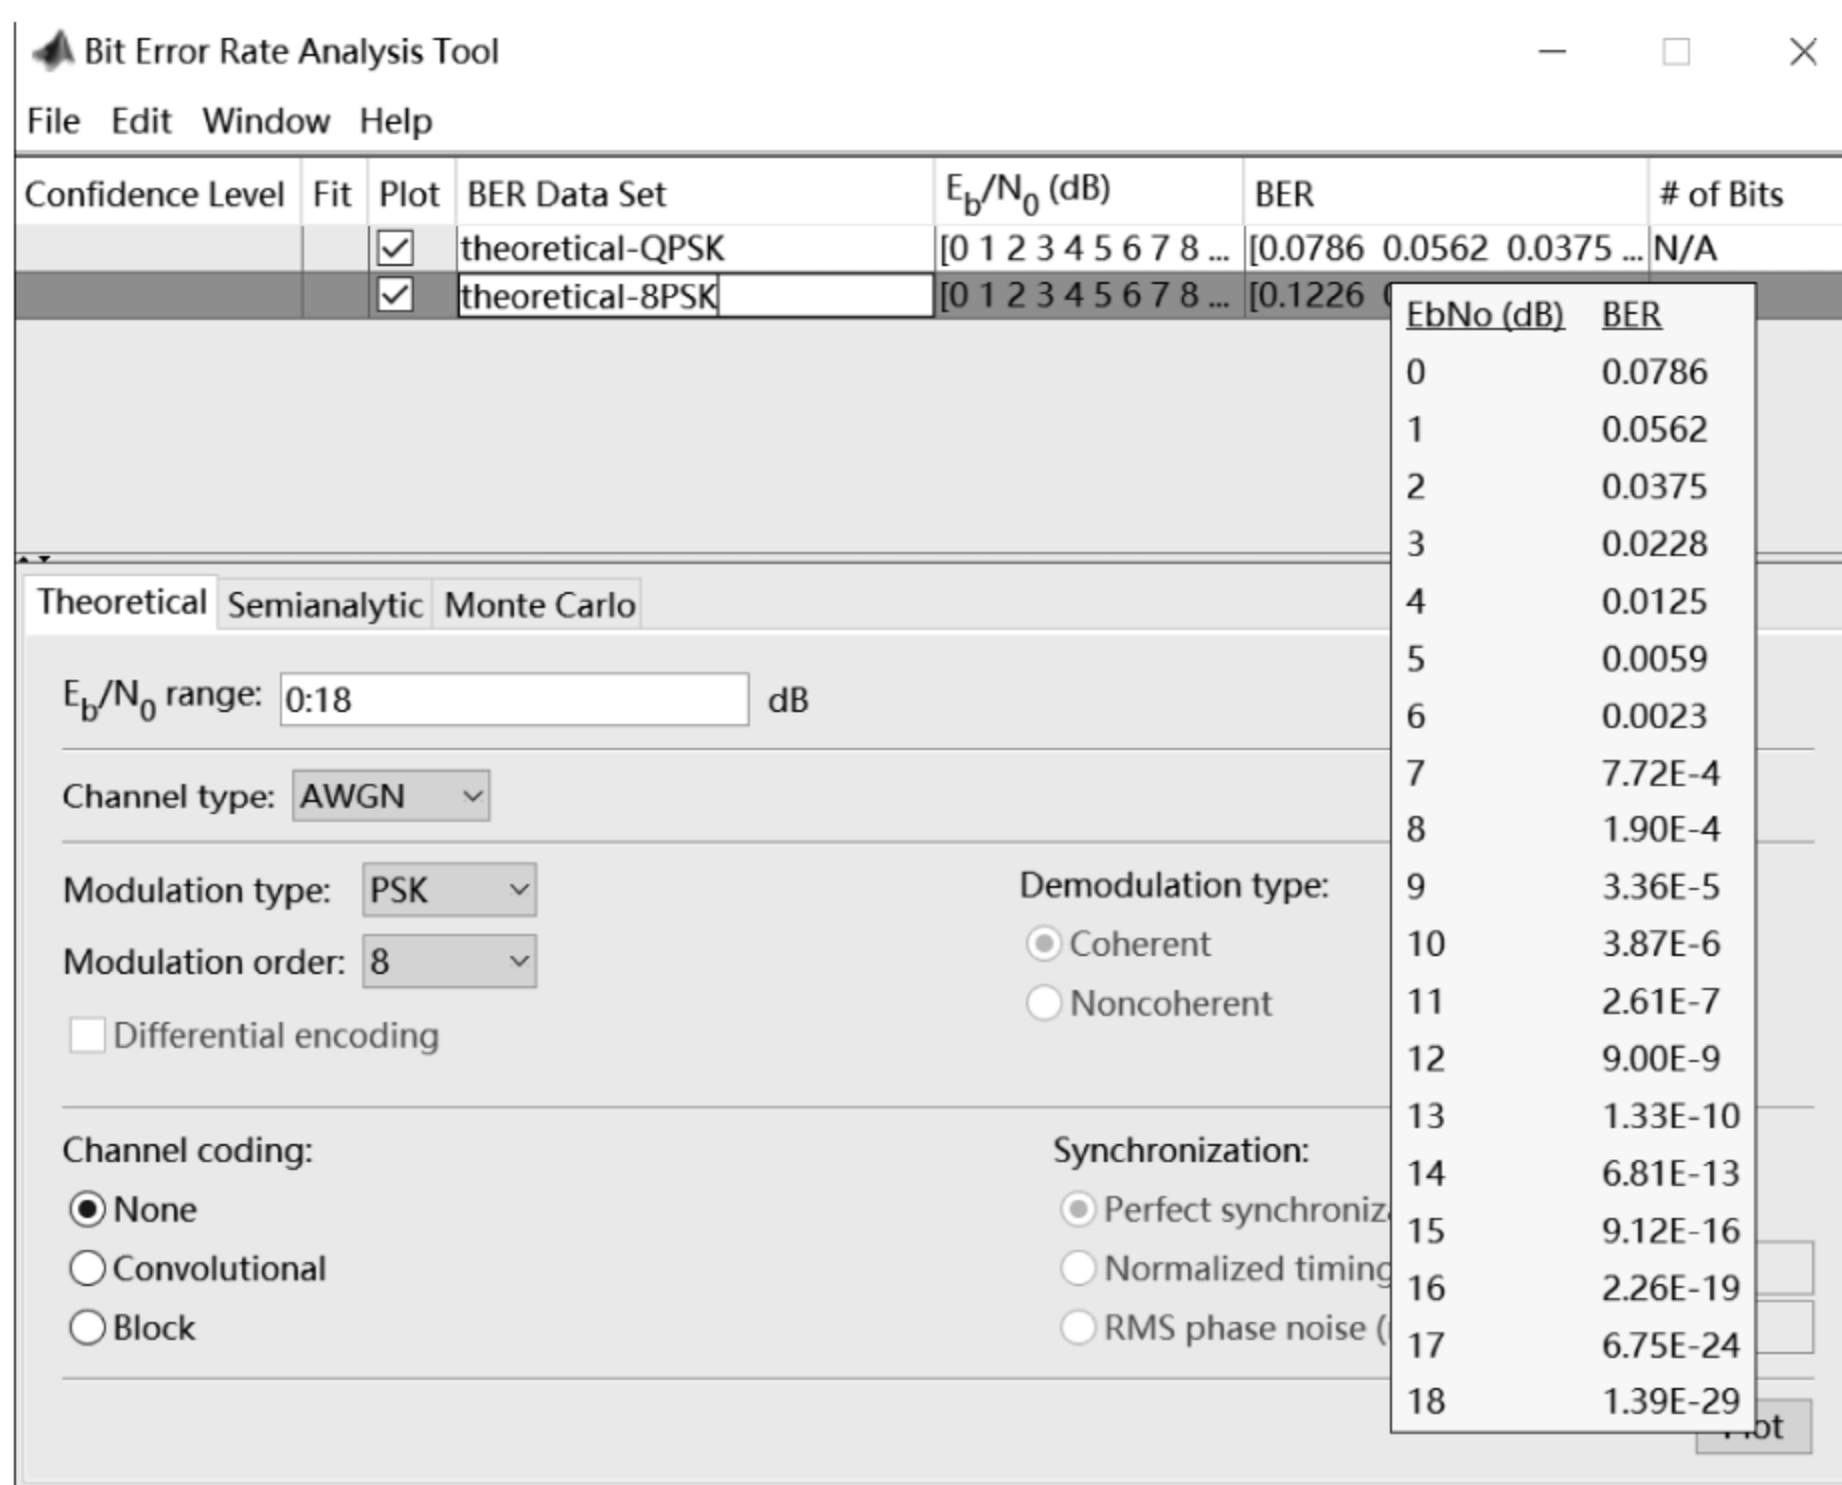 Bit Error Rate Analysis Tool
File Edit Window Help
Confidence Level Fit Plot BER Data Set Eb/N0 (dB) BER # of Bits
theoretical-QPSK [0 1 2 3 4 5 6 7 8 ... [0.0786 0.0562 0.0375 ... N/A
theoretical-8PSK [0 1 2 3 4 5 6 7 8 ... [0.1226
EbNo (dB) BER
0 0.0786
1 0.0562
2 0.0375
3 0.0228
4 0.0125
5 0.0059
6 0.0023
7 7.72E-4
8 1.90E-4
9 3.36E-5
10 3.87E-6
11 2.61E-7
12 9.00E-9
13 1.33E-10
14 6.81E-13
15 9.12E-16
16 2.26E-19
17 6.75E-24
18 1.39E-29
Theoretical Semianalytic Monte Carlo
Eb/N0 range: 0:18 dB
Channel type: AWGN
Modulation type: PSK
Modulation order: 8
Differential encoding
Demodulation type:
Coherent
Noncoherent
Channel coding:
None
Convolutional
Block
Synchronization:
Perfect
Normalized timing
RMS phase noise